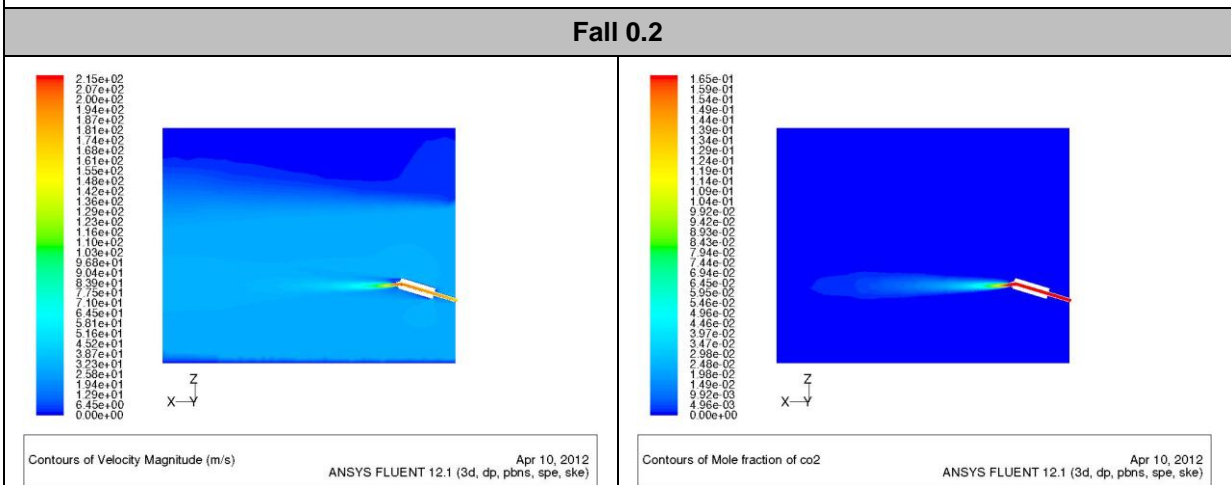 Fall 0.2
2.15e+02
2.07e+02
2.00e+02
1.94e+02
1.87e+02
1.81e+02
1.74e+02
1.68e+02
1.61e+02
1.55e+02
1.48e+02
1.42e+02
1.36e+02
1.29e+02
1.23e+02
1.16e+02
1.10e+02
1.03e+02
9.68e+01
9.04e+01
8.39e+01
7.75e+01
7.10e+01
6.45e+01
5.81e+01
5.16e+01
4.52e+01
3.87e+01
3.23e+01
2.58e+01
1.94e+01
1.29e+01
6.45e+00
0.00e+00
Z
X Y
Contours of Velocity Magnitude (m/s)
Apr 10, 2012
ANSYS FLUENT 12.1 (3d, dp, pbns, spe, ske)
1.65e-01
1.59e-01
1.54e-01
1.49e-01
1.44e-01
1.39e-01
1.34e-01
1.29e-01
1.24e-01
1.19e-01
1.14e-01
1.09e-01
1.04e-01
9.92e-02
9.42e-02
8.93e-02
8.43e-02
7.94e-02
7.44e-02
6.94e-02
6.45e-02
5.95e-02
5.46e-02
4.96e-02
4.46e-02
3.97e-02
3.47e-02
2.98e-02
2.48e-02
1.98e-02
1.49e-02
9.92e-03
4.96e-03
0.00e+00
Z
X Y
Contours of Mole fraction of co2
Apr 10, 2012
ANSYS FLUENT 12.1 (3d, dp, pbns, spe, ske)